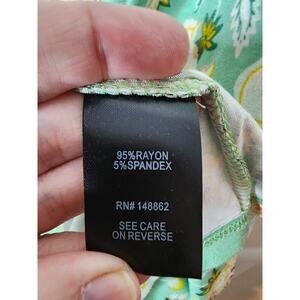 95%RAYON
5%SPANDEX
RN# 148862
SEE CARE
ON REVERSE